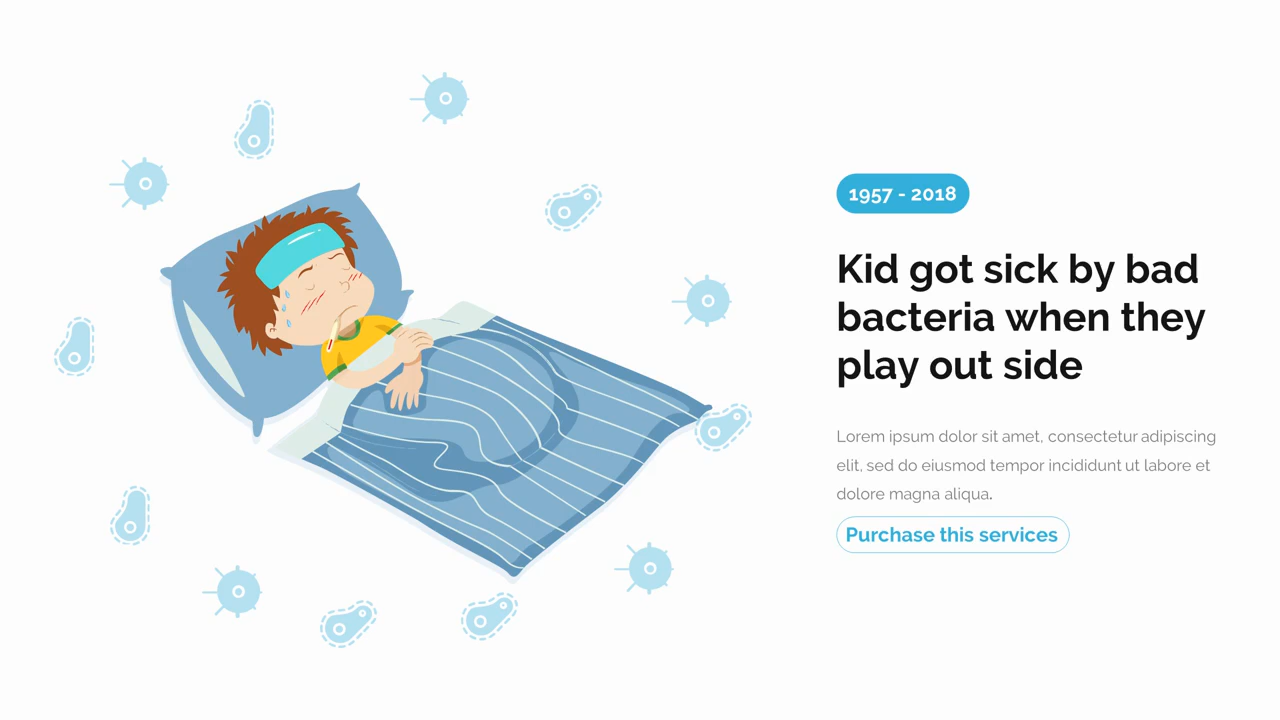 1957 - 2018
Kid got sick by bad
bacteria when they
play out side
Lorem ipsum dolor sit amet, consectetur adipiscing
elit, sed do eiusmod tempor incididunt ut labore et
dolore magna aliqua.
Purchase this services